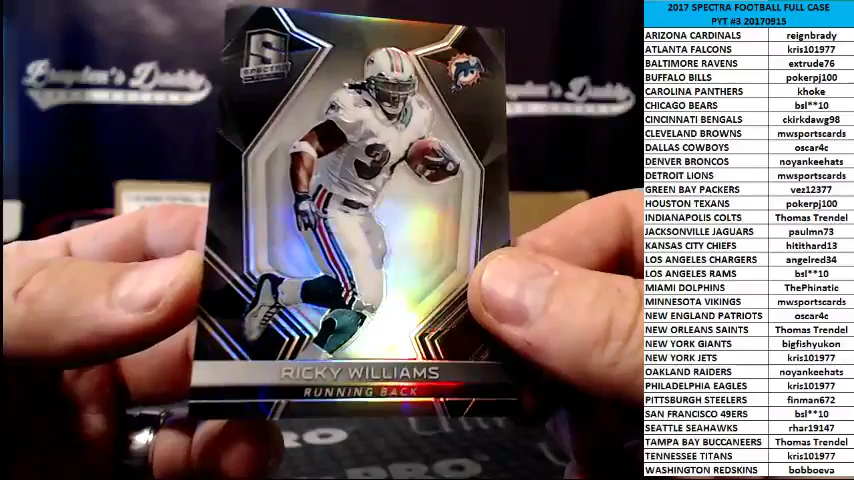 Brayden's Daddy
SPECTRA
3
RICKY WILLIAMS
RUNNING BACK
PRO
PRO
2017 SPECTRA FOOTBALL FULL CASE
PYT #3 20170915
ARIZONA CARDINALS reignbrady
ATLANTA FALCONS kris101977
BALTIMORE RAVENS extrude76
BUFFALO BILLS pokerpj100
CAROLINA PANTHERS khoke
CHICAGO BEARS bsl**10
CINCINNATI BENGALS ckirkdawg98
CLEVELAND BROWNS mwsportscards
DALLAS COWBOYS oscar4c
DENVER BRONCOS noyankeehats
DETROIT LIONS mwsportscards
GREEN BAY PACKERS vez12377
HOUSTON TEXANS pokerpj100
INDIANAPOLIS COLTS Thomas Trendel
JACKSONVILLE JAGUARS paulmn73
KANSAS CITY CHIEFS hitithard13
LOS ANGELES CHARGERS angelred34
LOS ANGELES RAMS bsl**10
MIAMI DOLPHINS ThePhinatic
MINNESOTA VIKINGS mwsportscards
NEW ENGLAND PATRIOTS oscar4c
NEW ORLEANS SAINTS Thomas Trendel
NEW YORK GIANTS bigfishyukon
NEW YORK JETS kris101977
OAKLAND RAIDERS noyankeehats
PHILADELPHIA EAGLES kris101977
PITTSBURGH STEELERS finman672
SAN FRANCISCO 49ERS bsl**10
SEATTLE SEAHAWKS rhar19147
TAMPA BAY BUCCANEERS Thomas Trendel
TENNESSEE TITANS kris101977
WASHINGTON REDSKINS bobboeva